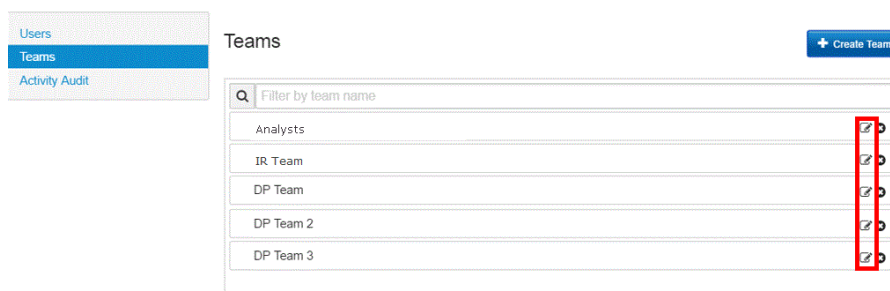 Users
Teams
Activity Audit
Teams
Create Team
Filter by team name
Analysts
IR Team
DP Team
DP Team 2
DP Team 3